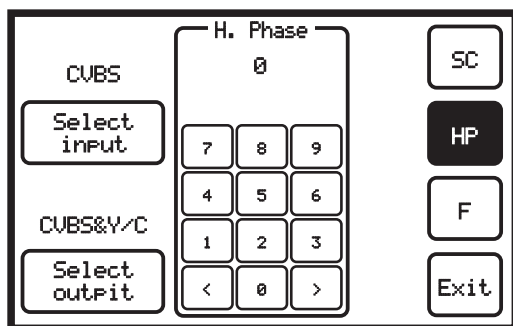 CVBS
Select
input
CVBS&Y/C
Select
outpit
H. Phase
0
7 8 9
4 5 6
1 2 3
< 0 >
SC
HP
F
Exit